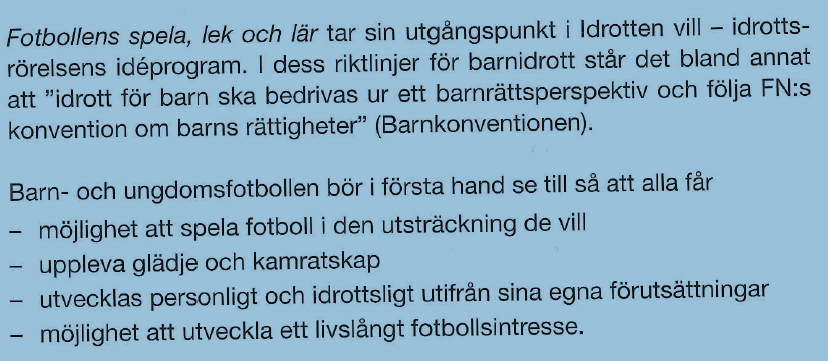 Fotbollens spela, lek och lär tar sin utgångspunkt i Idrotten vill – idrotts-
rörelsens idéprogram. I dess riktlinjer för barnidrott står det bland annat
att ”idrott för barn ska bedrivas ur ett barnrättsperspektiv och följa FN:s
konvention om barns rättigheter” (Barnkonventionen).
Barn- och ungdomsfotbollen bör i första hand se till så att alla får
– möjlighet att spela fotboll i den utsträckning de vill
– uppleva glädje och kamratskap
– utvecklas personligt och idrottsligt utifrån sina egna förutsättningar
– möjlighet att utveckla ett livslångt fotbollsintresse.